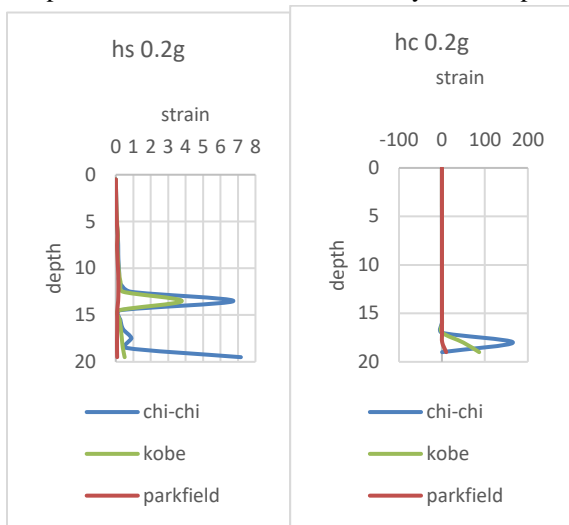 hs 0.2g
strain
0 1 2 3 4 5 6 7 8
0
5
10
15
20
depth
chi-chi
kobe
parkfield
hc 0.2g
strain
-100 0 100 200
0
5
10
15
20
depth
chi-chi
kobe
parkfield